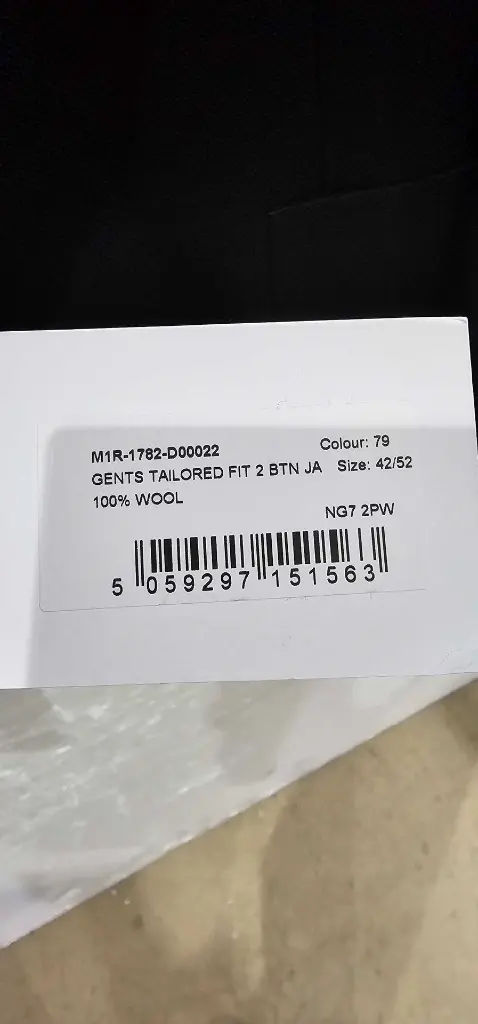 M1R-1782-D00022 Colour: 79
GENTS TAILORED FIT 2 BTN JA Size: 42/52
100% WOOL
NG7 2PW
5 059297 151563